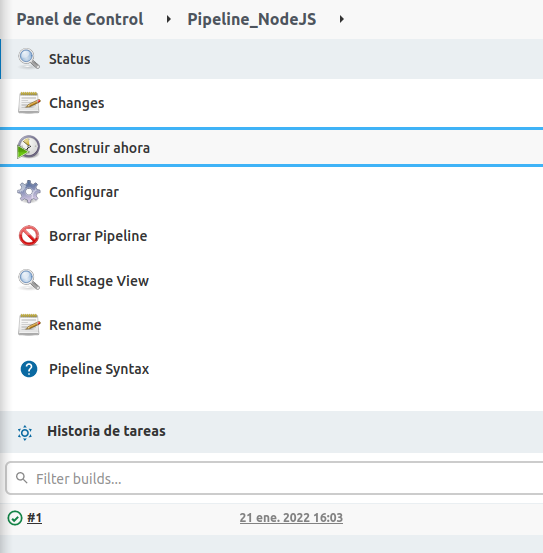 Panel de Control Pipeline_NodeJS
Status
Changes
Construir ahora
Configurar
Borrar Pipeline
Full Stage View
Rename
Pipeline Syntax
Historia de tareas
Filter builds...
#1 21 ene. 2022 16:03